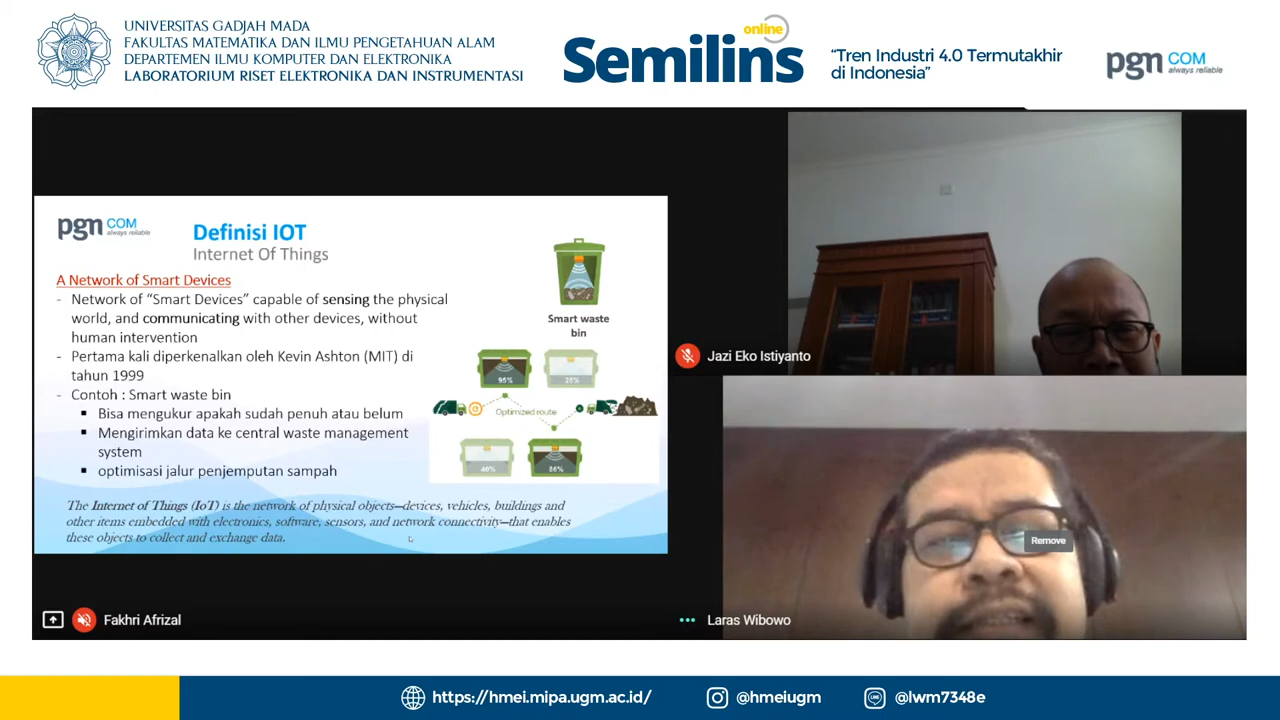 UNIVERSITAS GADJAH MADA
FAKULTAS MATEMATIKA DAN ILMU PENGETAHUAN ALAM
DEPARTEMEN ILMU KOMPUTER DAN ELEKTRONIKA
LABORATORIUM RISET ELEKTRONIKA DAN INSTRUMENTASI
online
Semilins
“Tren Industri 4.0 Termutakhir
di Indonesia”
pgn COM
always reliable
pgn COM
always reliable
Definisi IOT
Internet Of Things
A Network of Smart Devices
- Network of “Smart Devices” capable of sensing the physical
world, and communicating with other devices, without
human intervention
- Pertama kali diperkenalkan oleh Kevin Ashton (MIT) di
tahun 1999
- Contoh : Smart waste bin
▪ Bisa mengukur apakah sudah penuh atau belum
▪ Mengirimkan data ke central waste management
system
▪ optimisasi jalur penjemputan sampah
Smart waste
bin
95%
25%
Optimized route
40%
86%
The Internet of Things (IoT) is the network of physical objects—devices, vehicles, buildings and
other items embedded with electronics, software, sensors, and network connectivity—that enables
these objects to collect and exchange data.
Jazi Eko Istiyanto
Remove
Fakhri Afrizal
Laras Wibowo
https://hmei.mipa.ugm.ac.id/
@hmeiugm
@lwm7348e